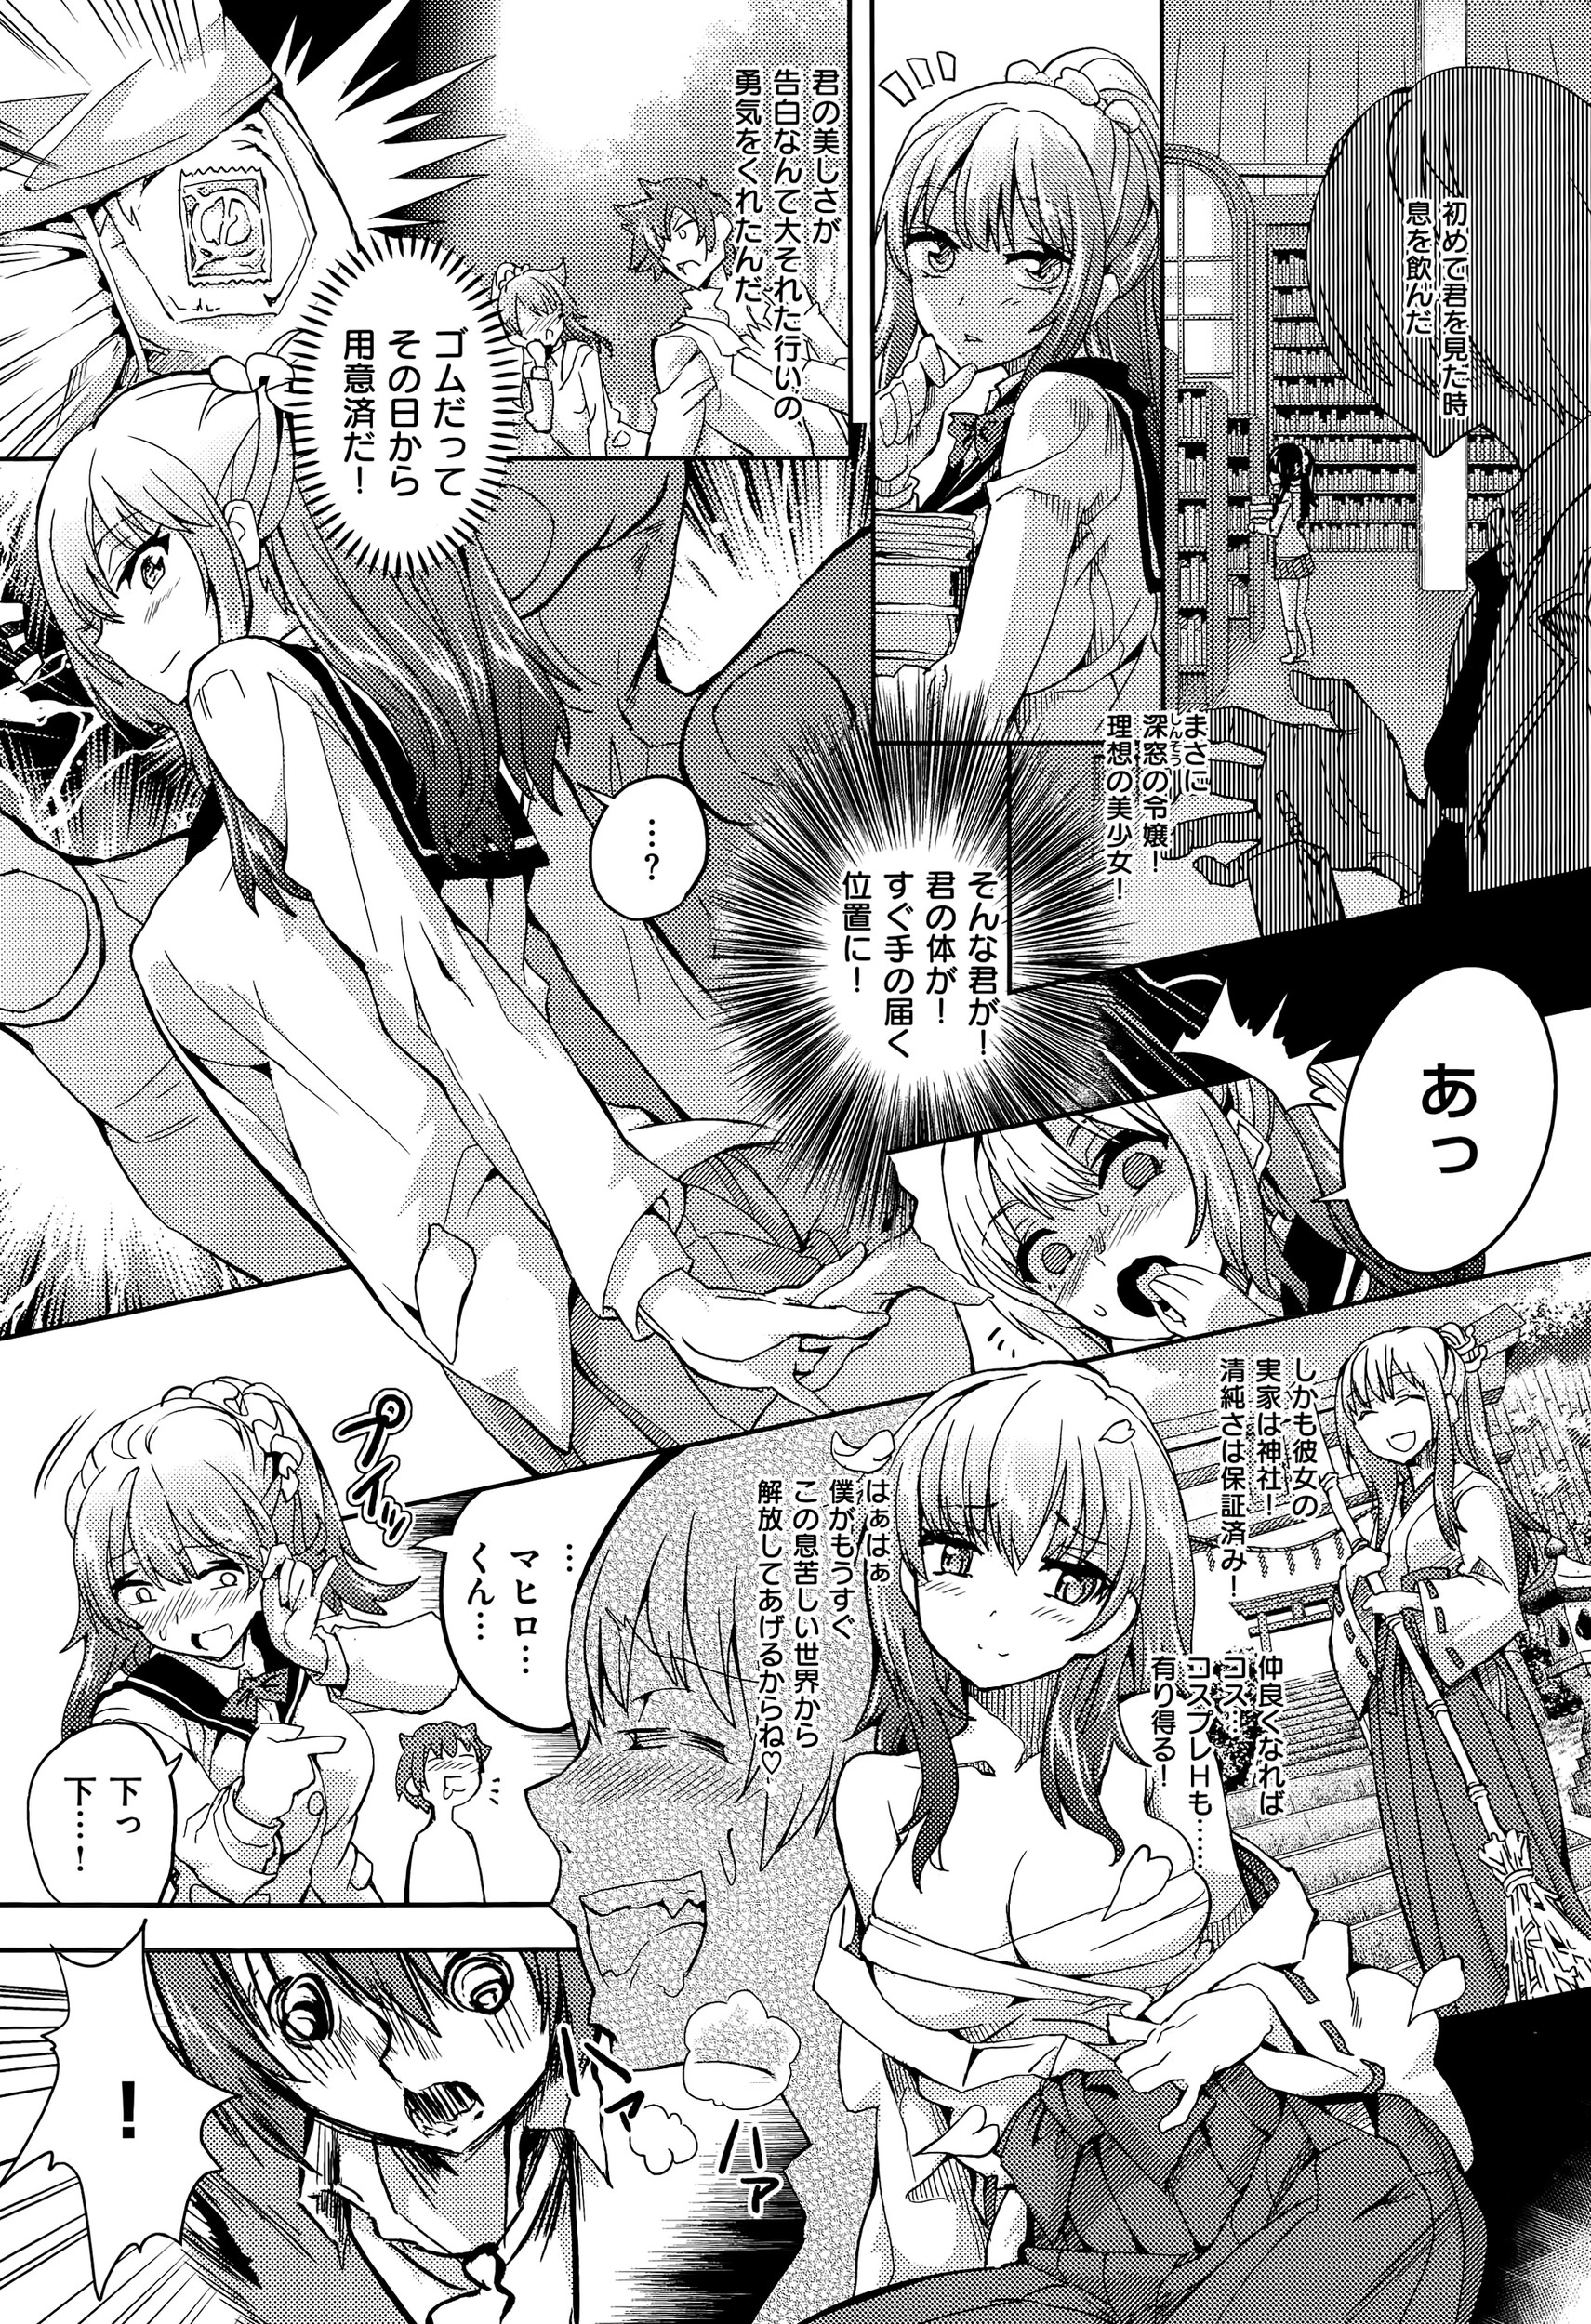 初めて君を見た時
息を飲んだ
まさに
深窓の令嬢！
しんそう
理想の美少女！
君の美しさが
告白なんて大それた行いの
勇気をくれたんだ
ゴムだって
その日から
用意済だ！
そんな君が！
君の体が！
すぐ手の届く
位置に！
…？
あっ
しかも彼女の
実家は神社！
清純さは保証済み！
仲良くなれば
コス…
コスプレHも……
有り得る！
はぁはぁ
僕がもうすぐ
この息苦しい世界から
解放してあげるからね♡
ハァ
ハァ
…
マヒロ…
くん…
プイッ
下っ
下…！
！